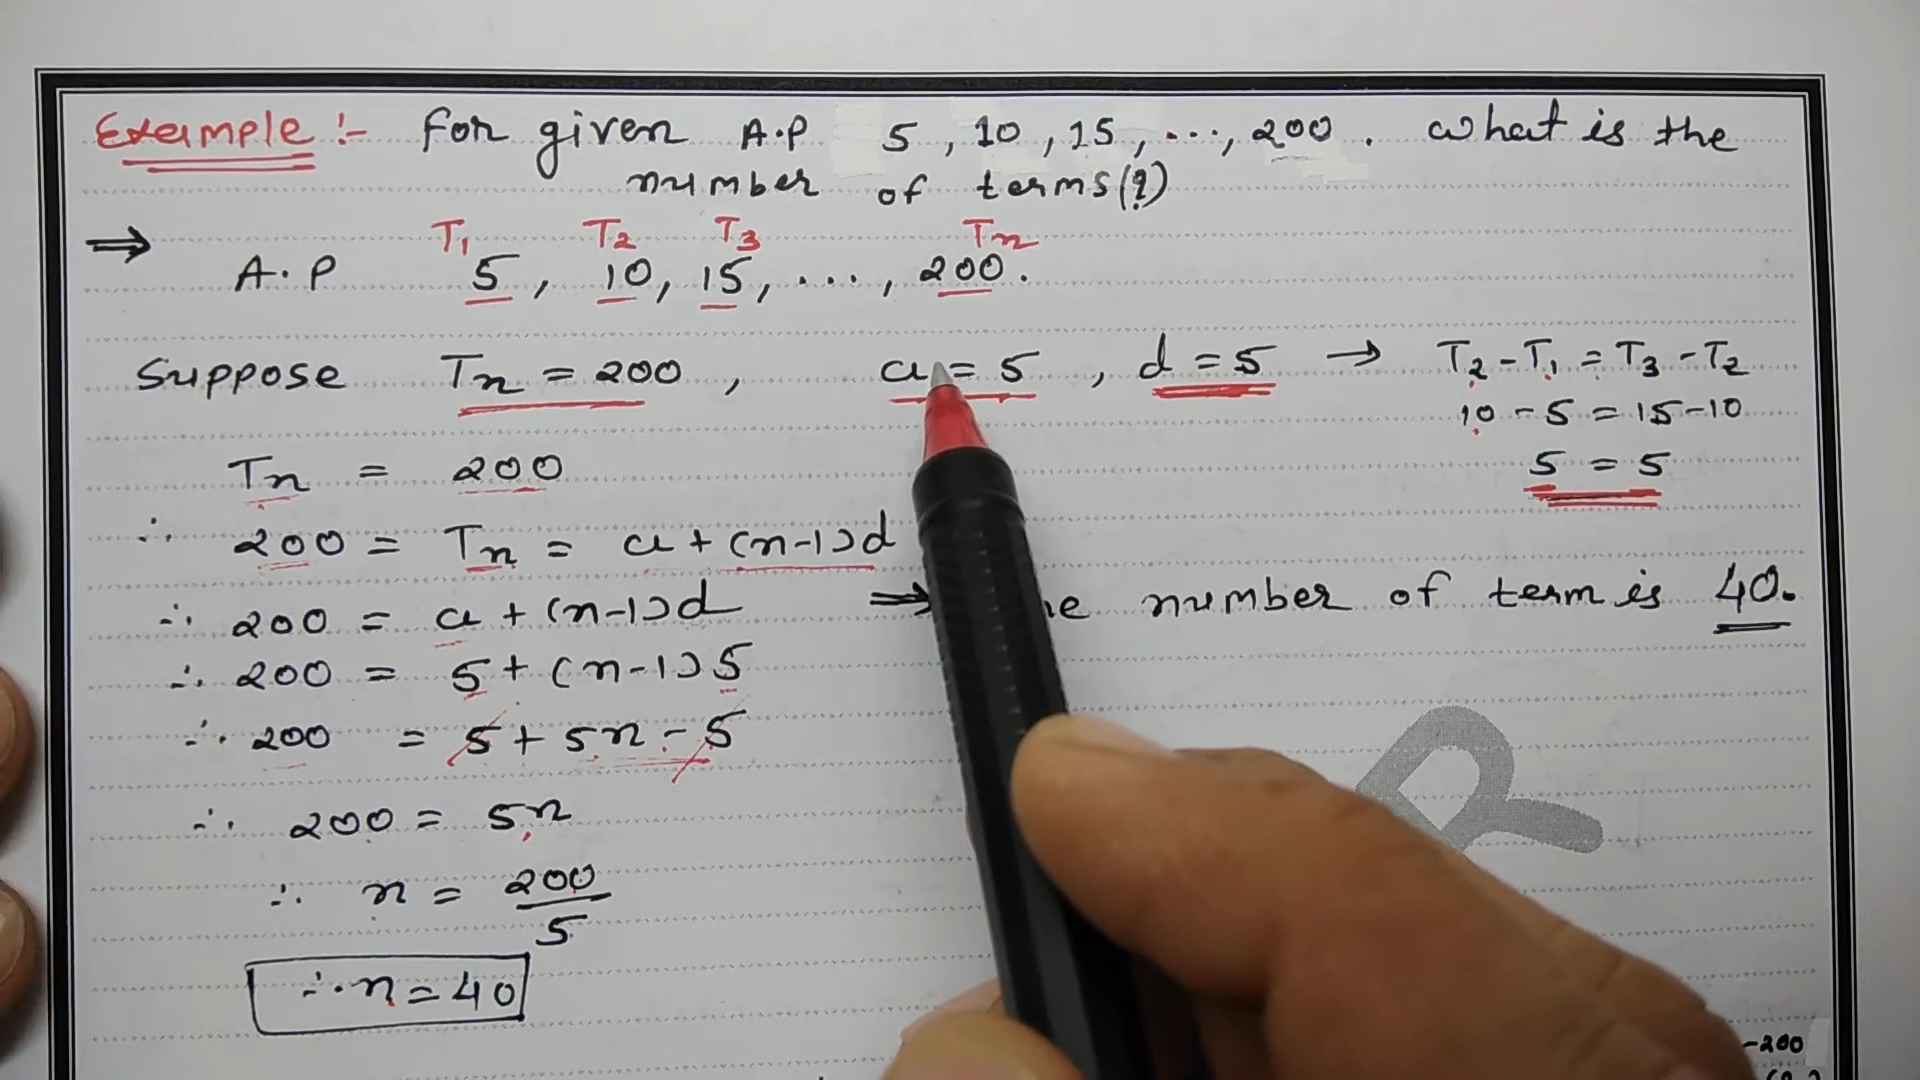 Example :- For given A.P 5, 10, 15, ..., 200. What is the
number of terms(?)
T1 T2 T3 Tn
⇒ A.P 5, 10, 15, ..., 200.
Suppose Tn = 200, a = 5, d = 5 → T2 - T1 = T3 - T2
10 - 5 = 15 - 10
5 = 5
Tn = 200
∴ 200 = Tn = a + (n-1)d
∴ 200 = a + (n-1)d
⇒ number of term is 40.
∴ 200 = 5 + (n-1)5
∴ 200 = 5 + 5n - 5
∴ 200 = 5n
∴ n = 200/5
∴ n = 40
-200